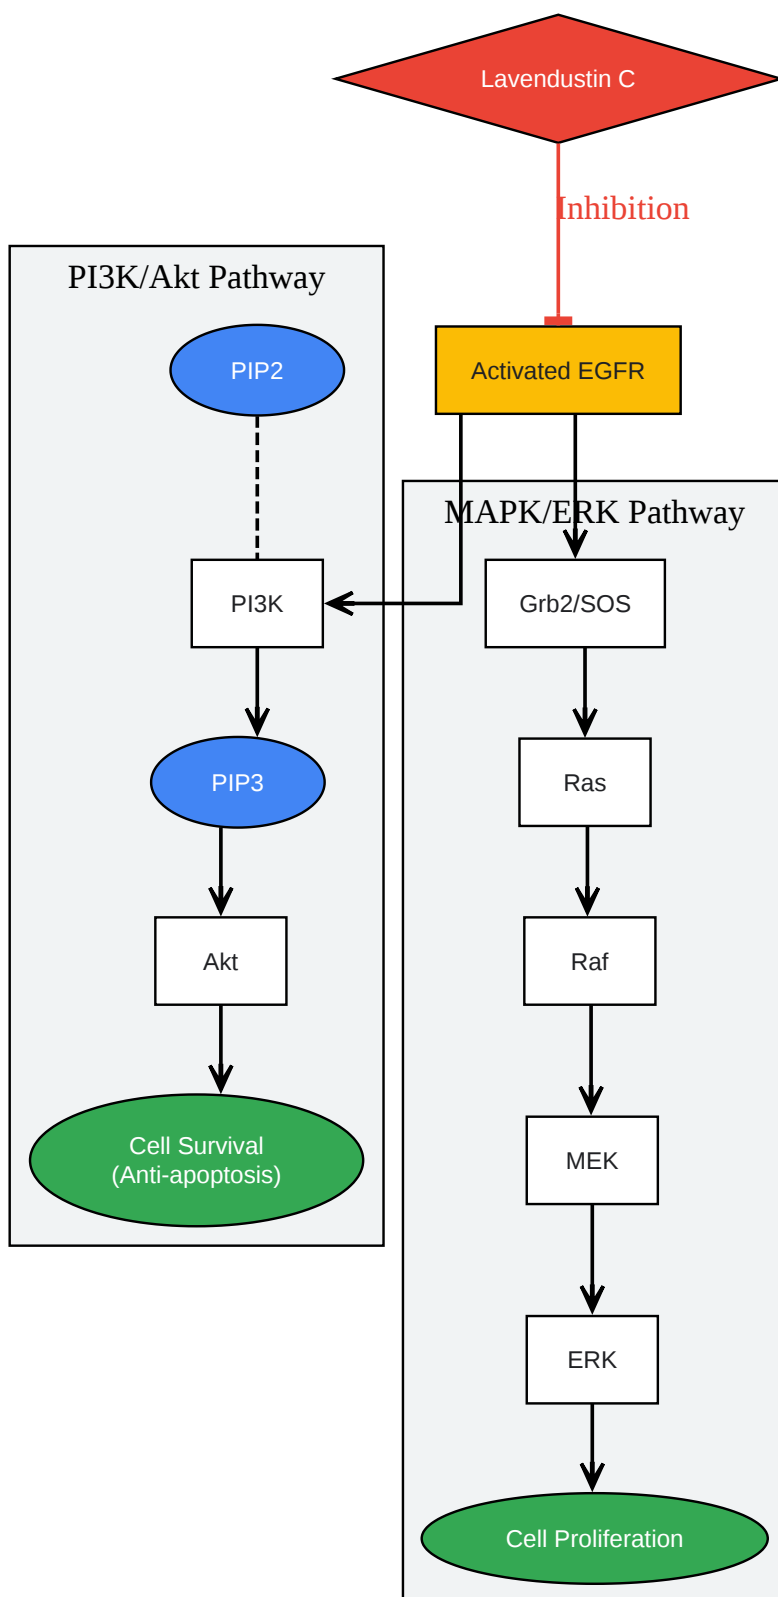 Lavendustin C
Inhibition
PI3K/Akt Pathway
PIP2
Activated EGFR
MAPK/ERK Pathway
PI3K
Grb2/SOS
PIP3
Ras
Akt
Raf
Cell Survival
(Anti-apoptosis)
MEK
ERK
Cell Proliferation